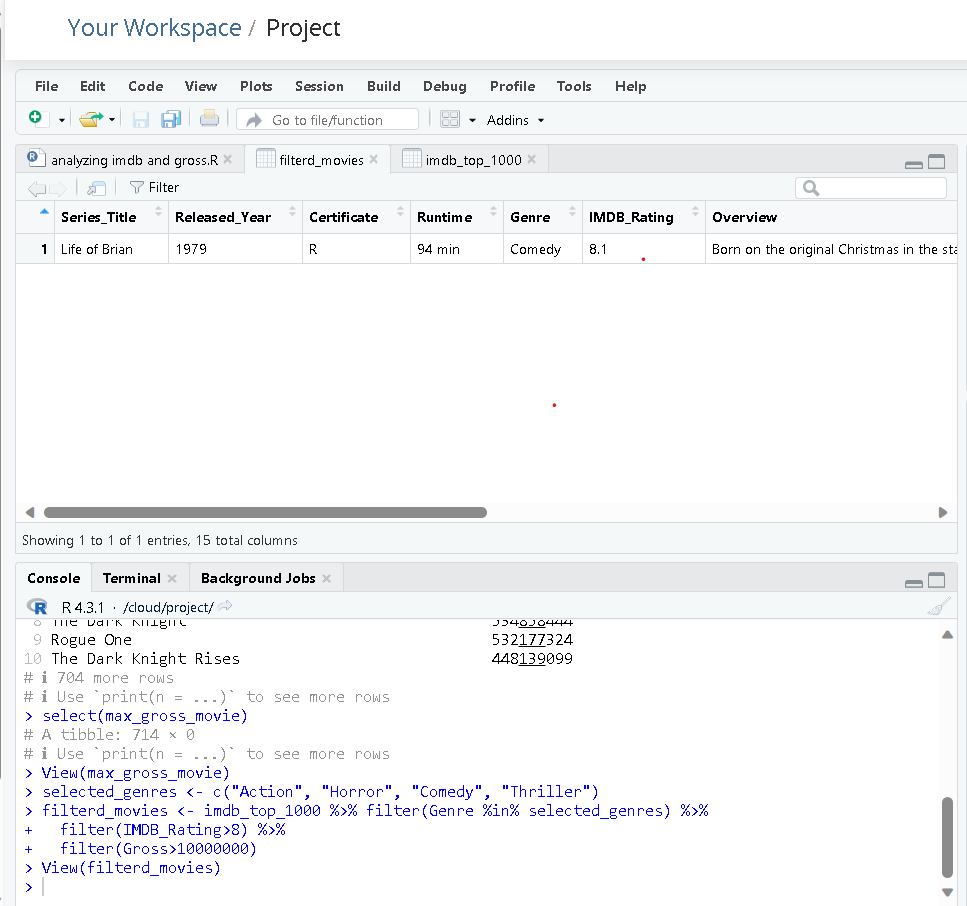 Your Workspace / Project
File Edit Code View Plots Session Build Debug Profile Tools Help
Go to file/function Addins
analyzing imdb and gross.R filterd_movies imdb_top_1000
Filter
Series_Title Released_Year Certificate Runtime Genre IMDB_Rating Overview
1 Life of Brian 1979 R 94 min Comedy 8.1 Born on the original Christmas in the sta
Showing 1 to 1 of 1 entries, 15 total columns
Console Terminal Background Jobs
R R 4.3.1 · /cloud/project/
8 The Dark Knight 534858444
9 Rogue One 532177324
10 The Dark Knight Rises 448139099
# ℹ 704 more rows
# ℹ Use `print(n = ...)` to see more rows
> select(max_gross_movie)
# A tibble: 714 × 0
# ℹ Use `print(n = ...)` to see more rows
> View(max_gross_movie)
> selected_genres <- c("Action", "Horror", "Comedy", "Thriller")
> filterd_movies <- imdb_top_1000 %>% filter(Genre %in% selected_genres) %>%
+ filter(IMDB_Rating>8) %>%
+ filter(Gross>10000000)
> View(filterd_movies)
>